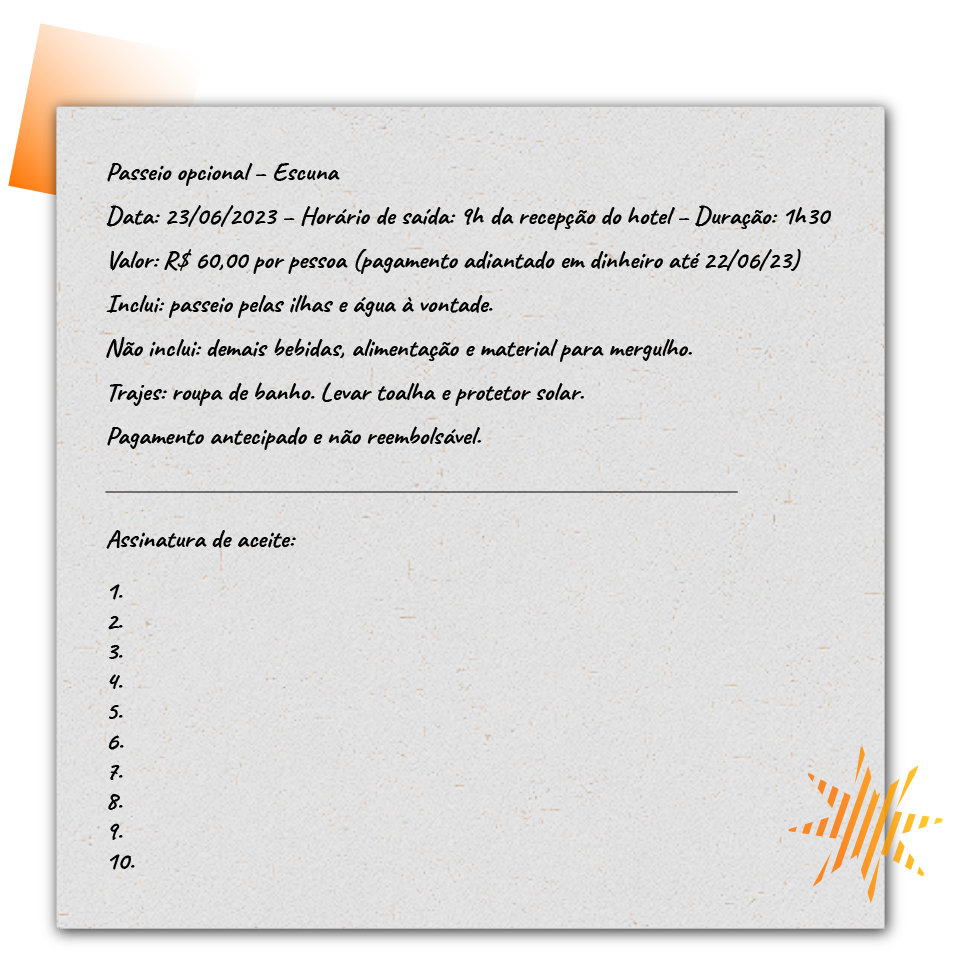 Passeio opcional – Escuna
Data: 23/06/2023 – Horário de saída: 9h da recepção do hotel – Duração: 1h30
Valor: R$ 60,00 por pessoa (pagamento adiantado em dinheiro até 22/06/23)
Inclui: passeio pelas ilhas e água à vontade.
Não inclui: demais bebidas, alimentação e material para mergulho.
Trajes: roupa de banho. Levar toalha e protetor solar.
Pagamento antecipado e não reembolsável.
Assinatura de aceite:
1.
2.
3.
4.
5.
6.
7.
8.
9.
10.